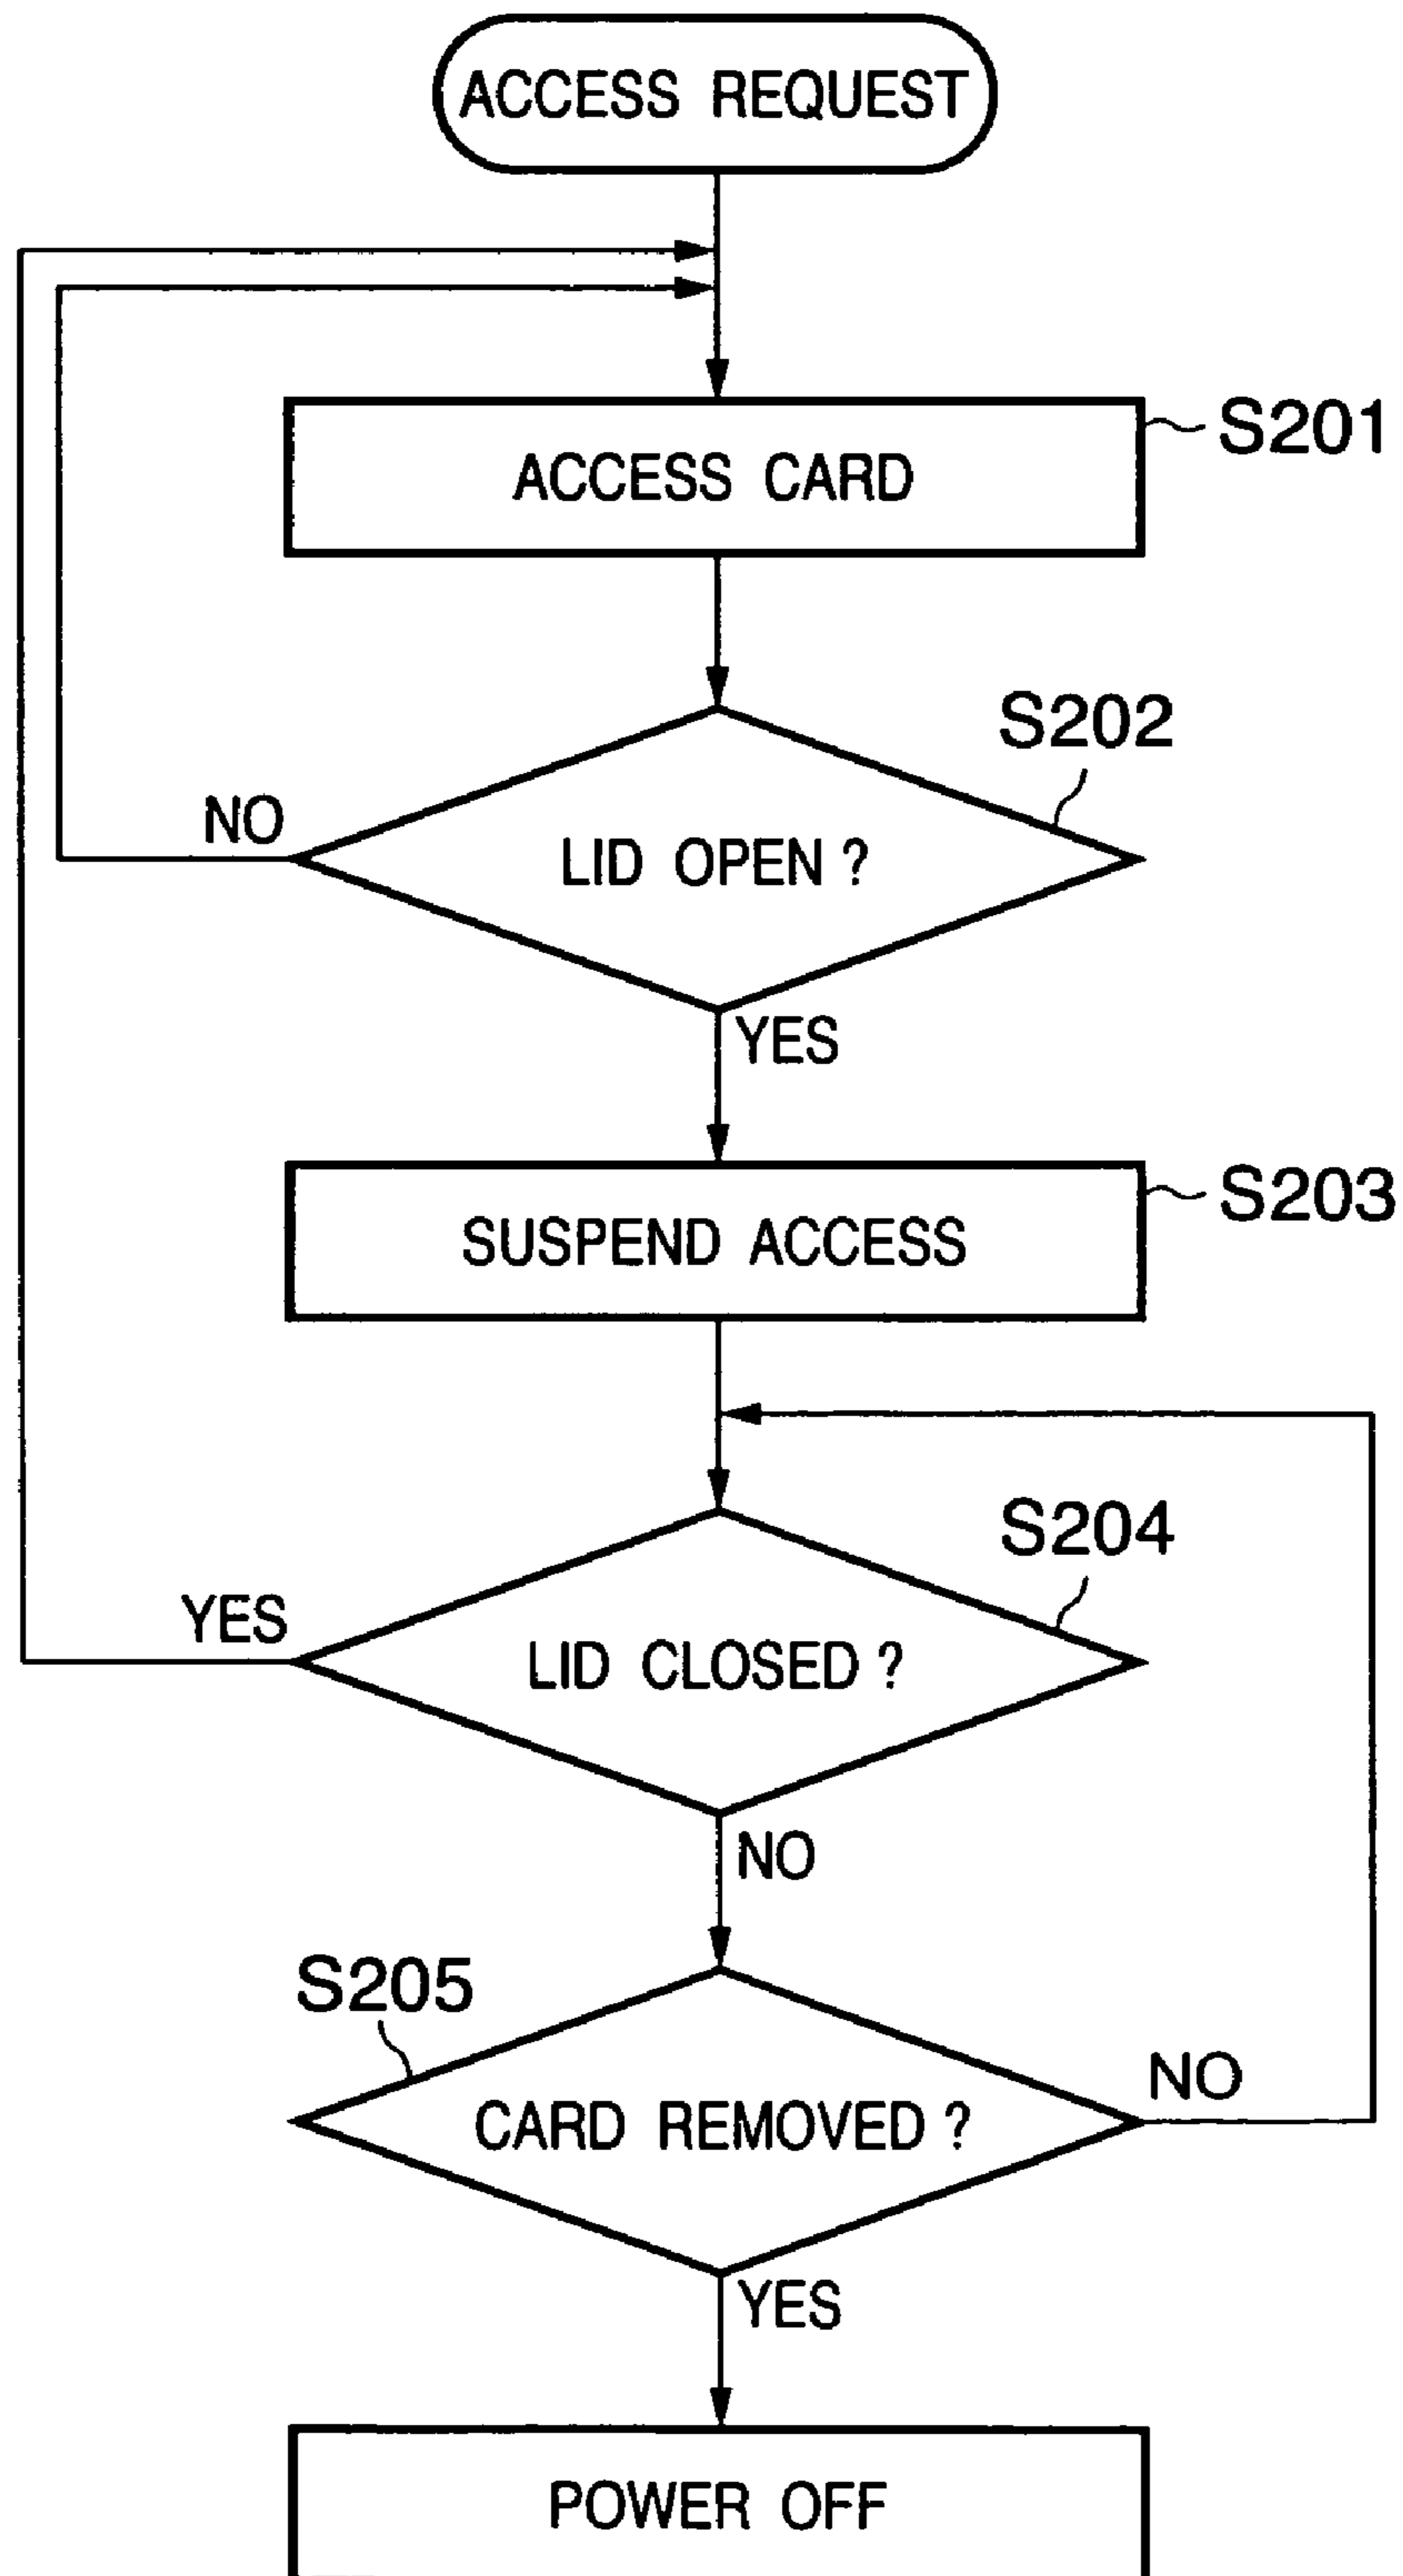 ACCESS REQUEST
ACCESS CARD
S201
S202
LID OPEN ?
NO
YES
SUSPEND ACCESS
S203
S204
LID CLOSED ?
YES
NO
S205
CARD REMOVED ?
NO
YES
POWER OFF